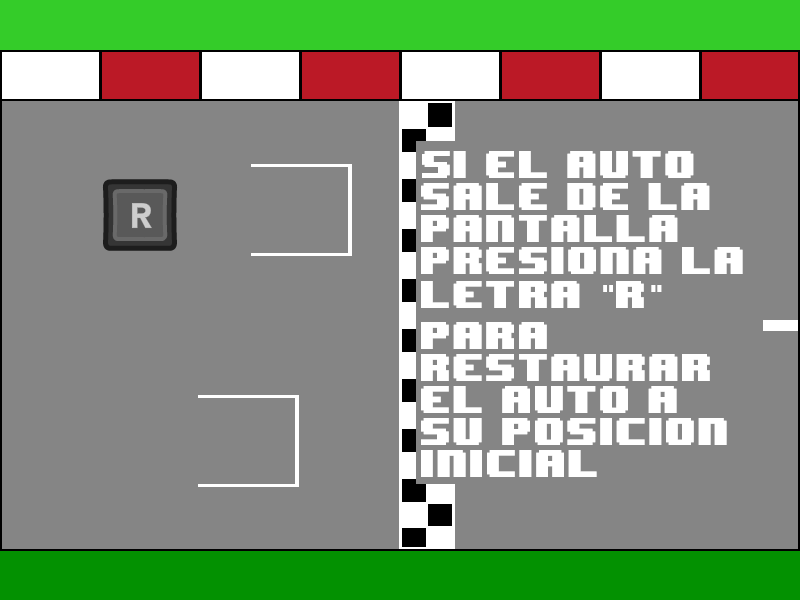 R
SI EL AUTO
SALE DE LA
PANTALLA
PRESIONA LA
LETRA "R"
PARA
RESTAURAR
EL AUTO A
SU POSICION
INICIAL